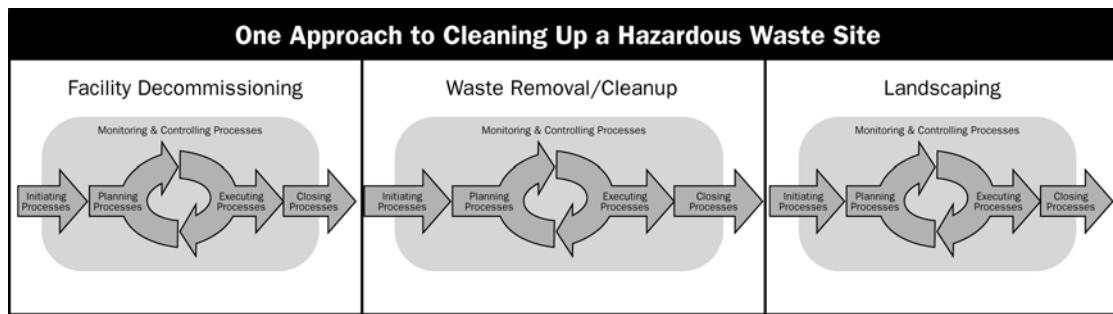 One Approach to Cleaning Up a Hazardous Waste Site
Facility Decommissioning
Monitoring & Controlling Processes
Initiating
Processes
Planning
Processes
Executing
Processes
Closing
Processes
Waste Removal/Cleanup
Monitoring & Controlling Processes
Initiating
Processes
Planning
Processes
Executing
Processes
Closing
Processes
Landscaping
Monitoring & Controlling Processes
Initiating
Processes
Planning
Processes
Executing
Processes
Closing
Processes